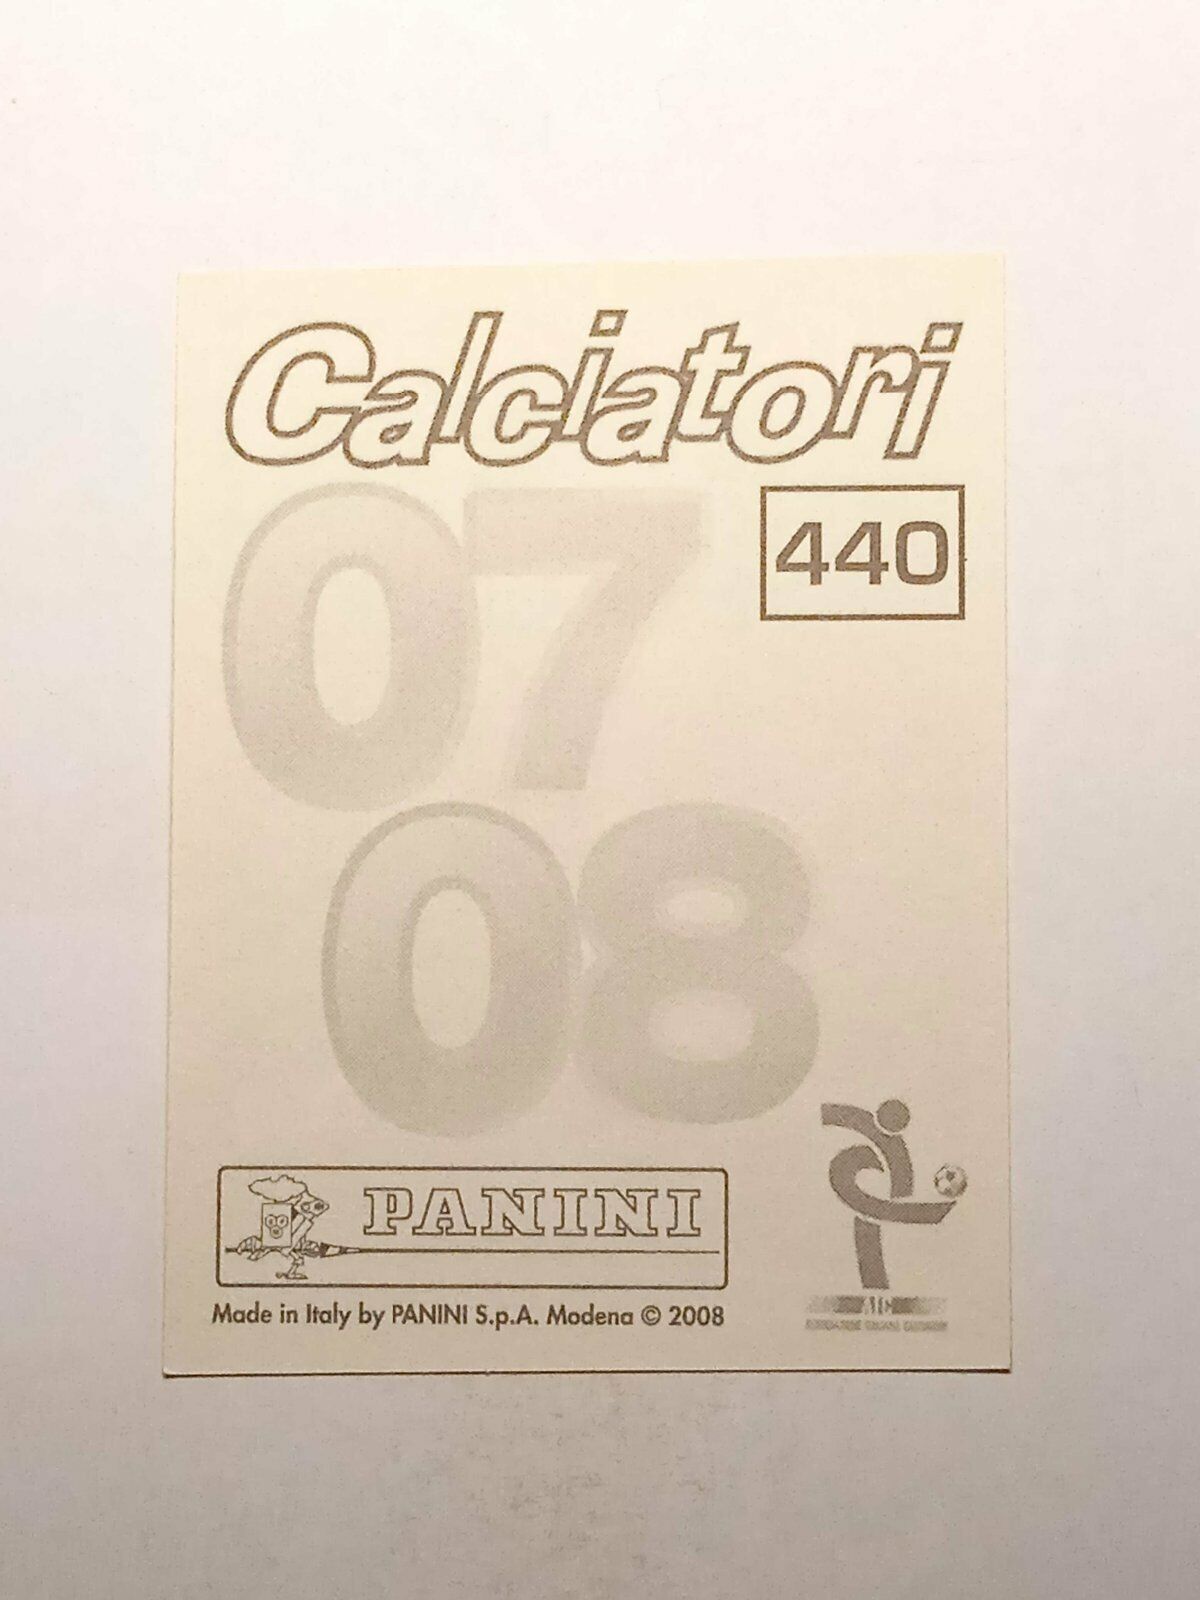 Calciatori
07
440
08
PANINI
Made in Italy by PANINI S.p.A. Modena © 2008